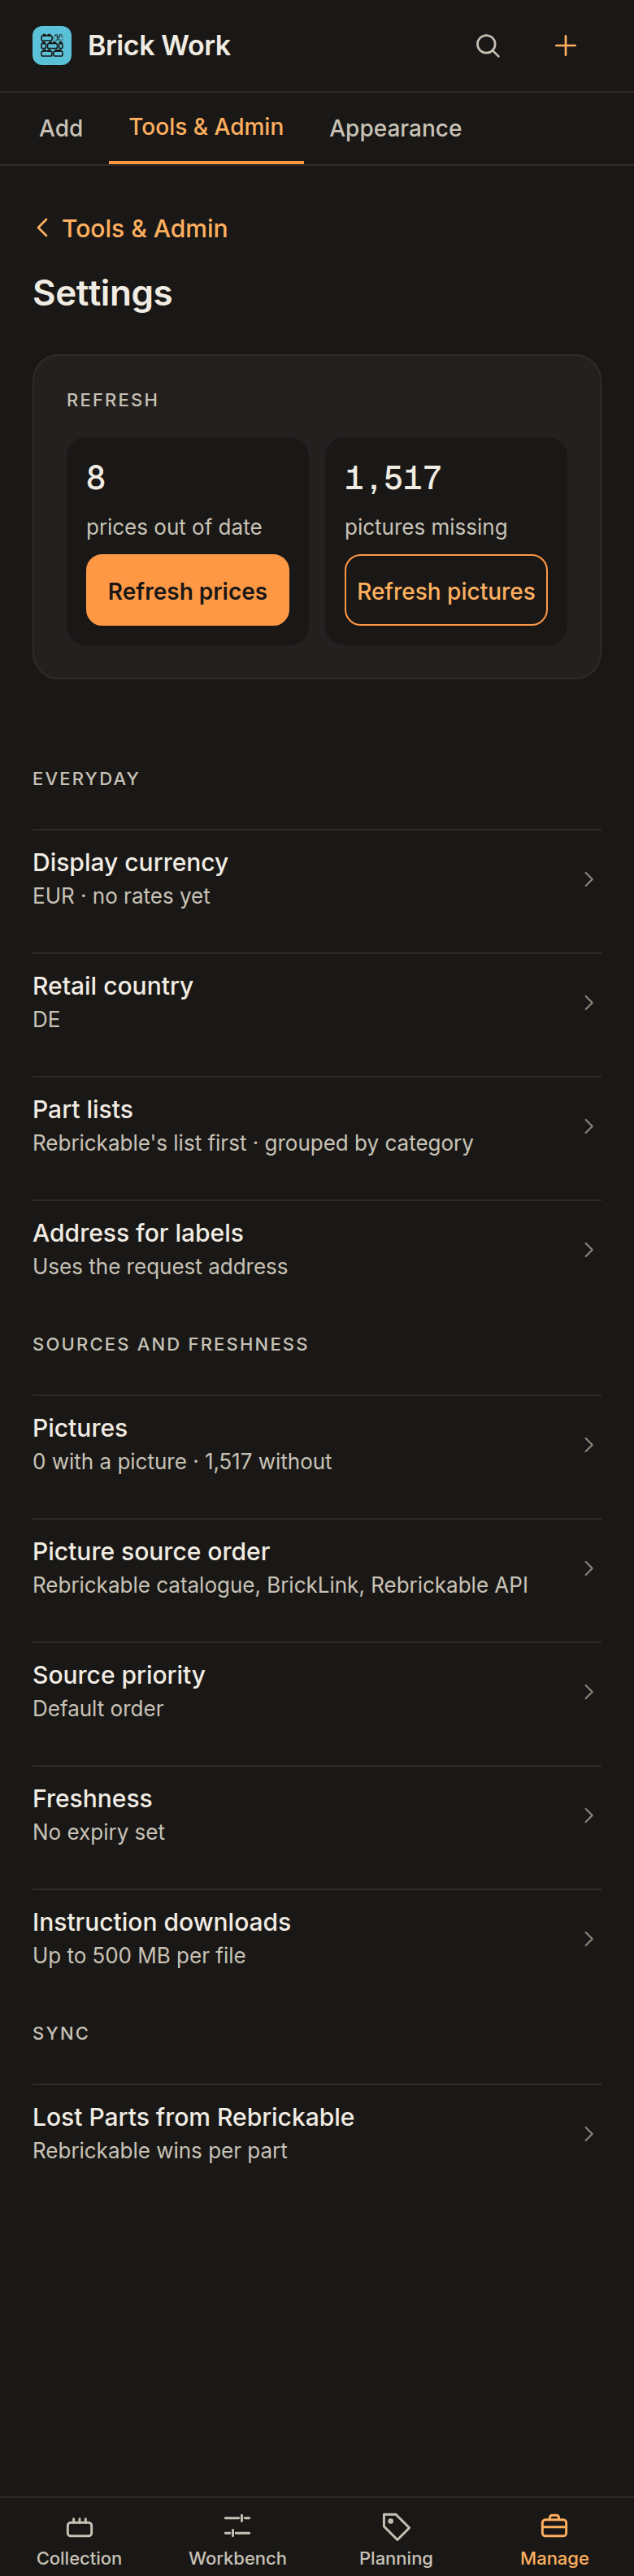 Brick Work
Add
Tools & Admin
Appearance
Tools & Admin
Settings
REFRESH
8
prices out of date
Refresh prices
1,517
pictures missing
Refresh pictures
EVERYDAY
Display currency
EUR · no rates yet
Retail country
DE
Part lists
Rebrickable's list first · grouped by category
Address for labels
Uses the request address
SOURCES AND FRESHNESS
Pictures
0 with a picture · 1,517 without
Picture source order
Rebrickable catalogue, BrickLink, Rebrickable API
Source priority
Default order
Freshness
No expiry set
Instruction downloads
Up to 500 MB per file
SYNC
Lost Parts from Rebrickable
Rebrickable wins per part
Collection
Workbench
Planning
Manage